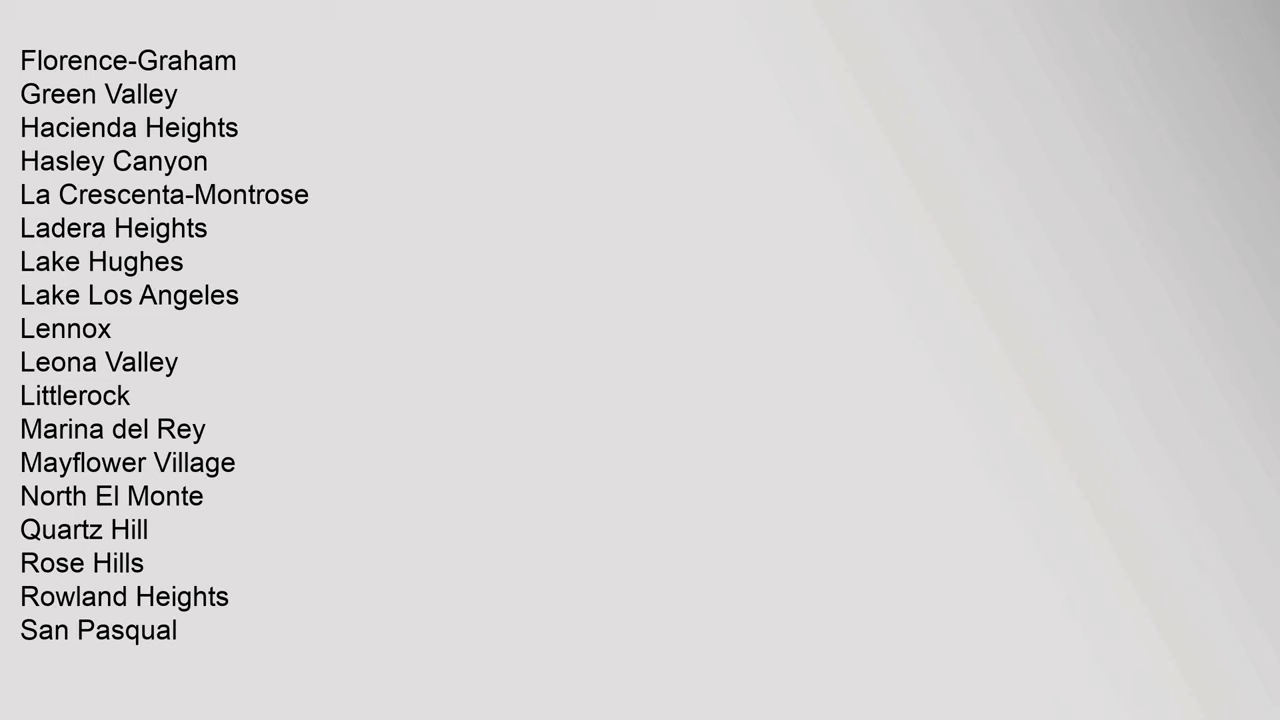 Florence-Graham
Green Valley
Hacienda Heights
Hasley Canyon
La Crescenta-Montrose
Ladera Heights
Lake Hughes
Lake Los Angeles
Lennox
Leona Valley
Littlerock
Marina del Rey
Mayflower Village
North El Monte
Quartz Hill
Rose Hills
Rowland Heights
San Pasqual